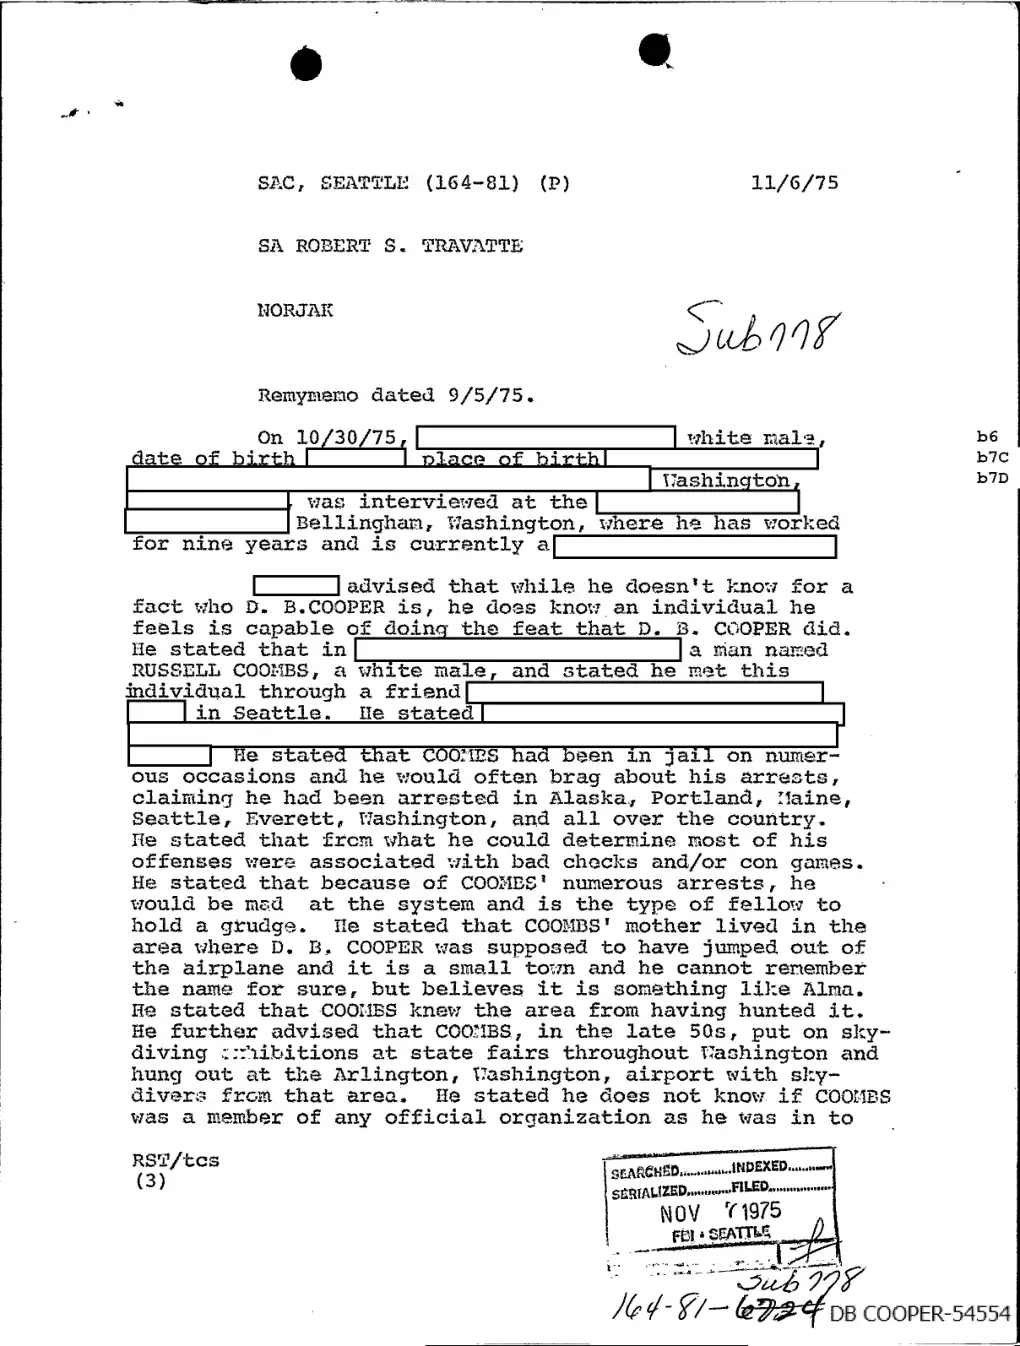 SAC, SEATTLE (164-81) (P) 11/6/75
SA ROBERT S. TRAVATTE
NORJAK
Sub 778
Remymemo dated 9/5/75.
On 10/30/75, white male, b6
date of birth place of birth b7C
Washington, b7D
, was interviewed at the
Bellingham, Washington, where he has worked
for nine years and is currently a
advised that while he doesn't know for a
fact who D. B.COOPER is, he does know an individual he
feels is capable of doing the feat that D. B. COOPER did.
He stated that in a man named
RUSSELL COOMBS, a white male, and stated he met this
individual through a friend
in Seattle. He stated
He stated that COOMBS had been in jail on numer-
ous occasions and he would often brag about his arrests,
claiming he had been arrested in Alaska, Portland, Maine,
Seattle, Everett, Washington, and all over the country.
He stated that from what he could determine most of his
offenses were associated with bad checks and/or con games.
He stated that because of COOMBS' numerous arrests, he
would be mad at the system and is the type of fellow to
hold a grudge. He stated that COOMBS' mother lived in the
area where D. B. COOPER was supposed to have jumped out of
the airplane and it is a small town and he cannot remember
the name for sure, but believes it is something like Alma.
He stated that COOMBS knew the area from having hunted it.
He further advised that COOMBS, in the late 50s, put on sky-
diving exhibitions at state fairs throughout Washington and
hung out at the Arlington, Washington, airport with sky-
divers from that area. He stated he does not know if COOMBS
was a member of any official organization as he was in to
RST/tcs
(3)
SEARCHED..............INDEXED..............
SERIALIZED............FILED.................
NOV 7 1975
FBI • SEATTLE
Sub 778
164-81-6724 DB COOPER-54554